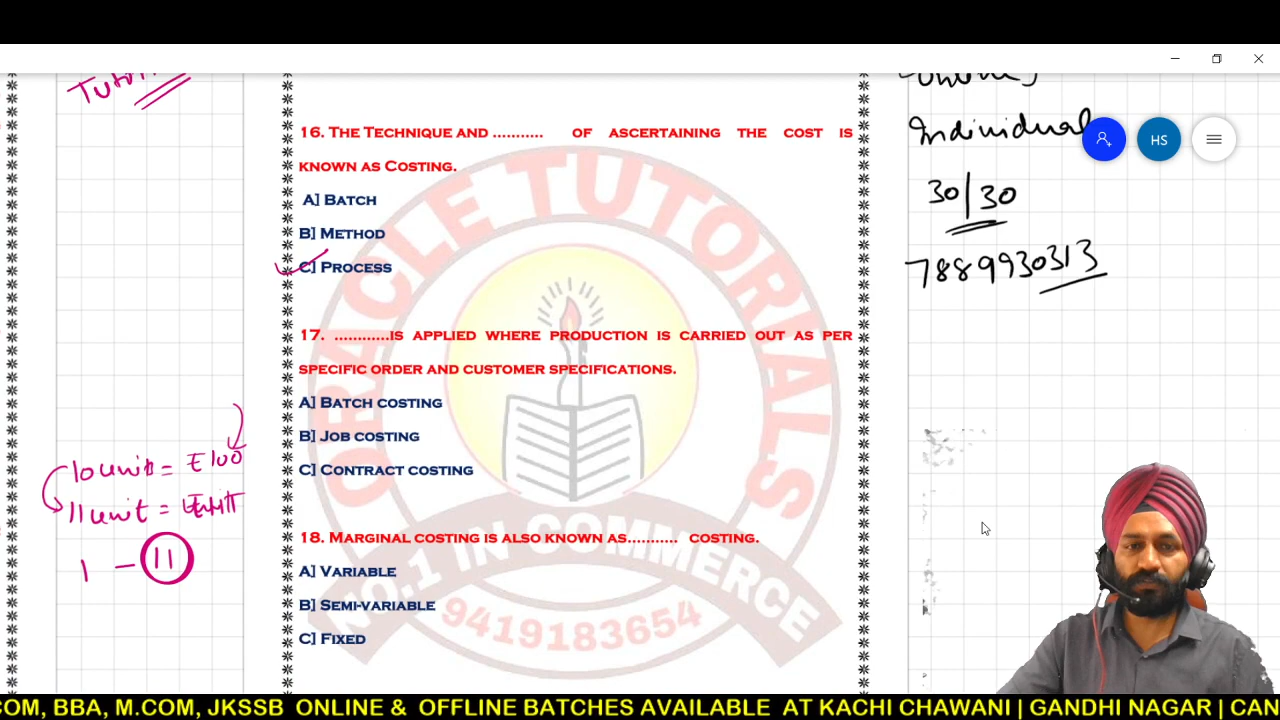 Tutori
16. The Technique and ........... of ascertaining the cost is
known as Costing.
A] Batch
B] Method
C] Process
17. ............is applied where production is carried out as per
specific order and customer specifications.
A] Batch costing
B] Job costing
C] Contract costing
18. Marginal costing is also known as........... costing.
A] Variable
B] Semi-variable
C] Fixed
10 unit = ₹100
11 unit =
1 - 11
Individual
30/30
7889930313
HS
ORACLE TUTORIALS
NO.1 IN COMMERCE
9419183654
COM, BBA, M.COM, JKSSB ONLINE & OFFLINE BATCHES AVAILABLE AT KACHI CHAWANI | GANDHI NAGAR | CAN